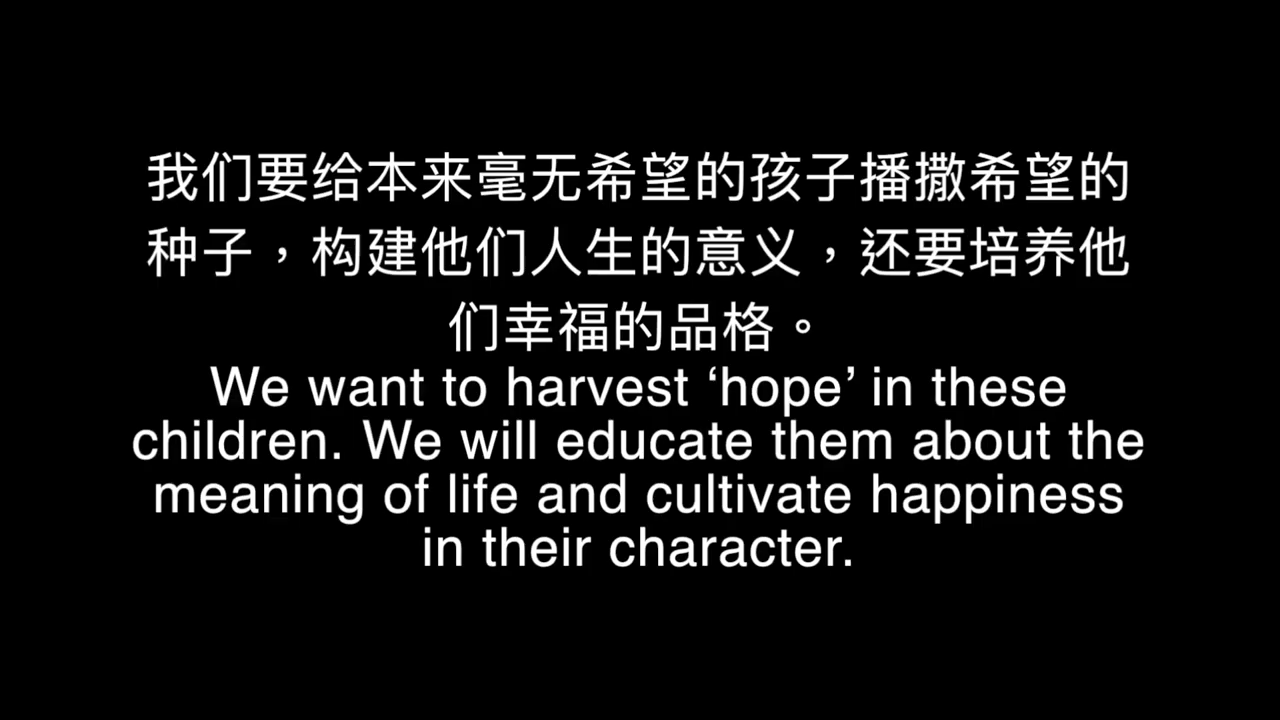 我们要给本来毫无希望的孩子播撒希望的
种子，构建他们人生的意义，还要培养他
们幸福的品格。
We want to harvest ‘hope’ in these
children. We will educate them about the
meaning of life and cultivate happiness
in their character.